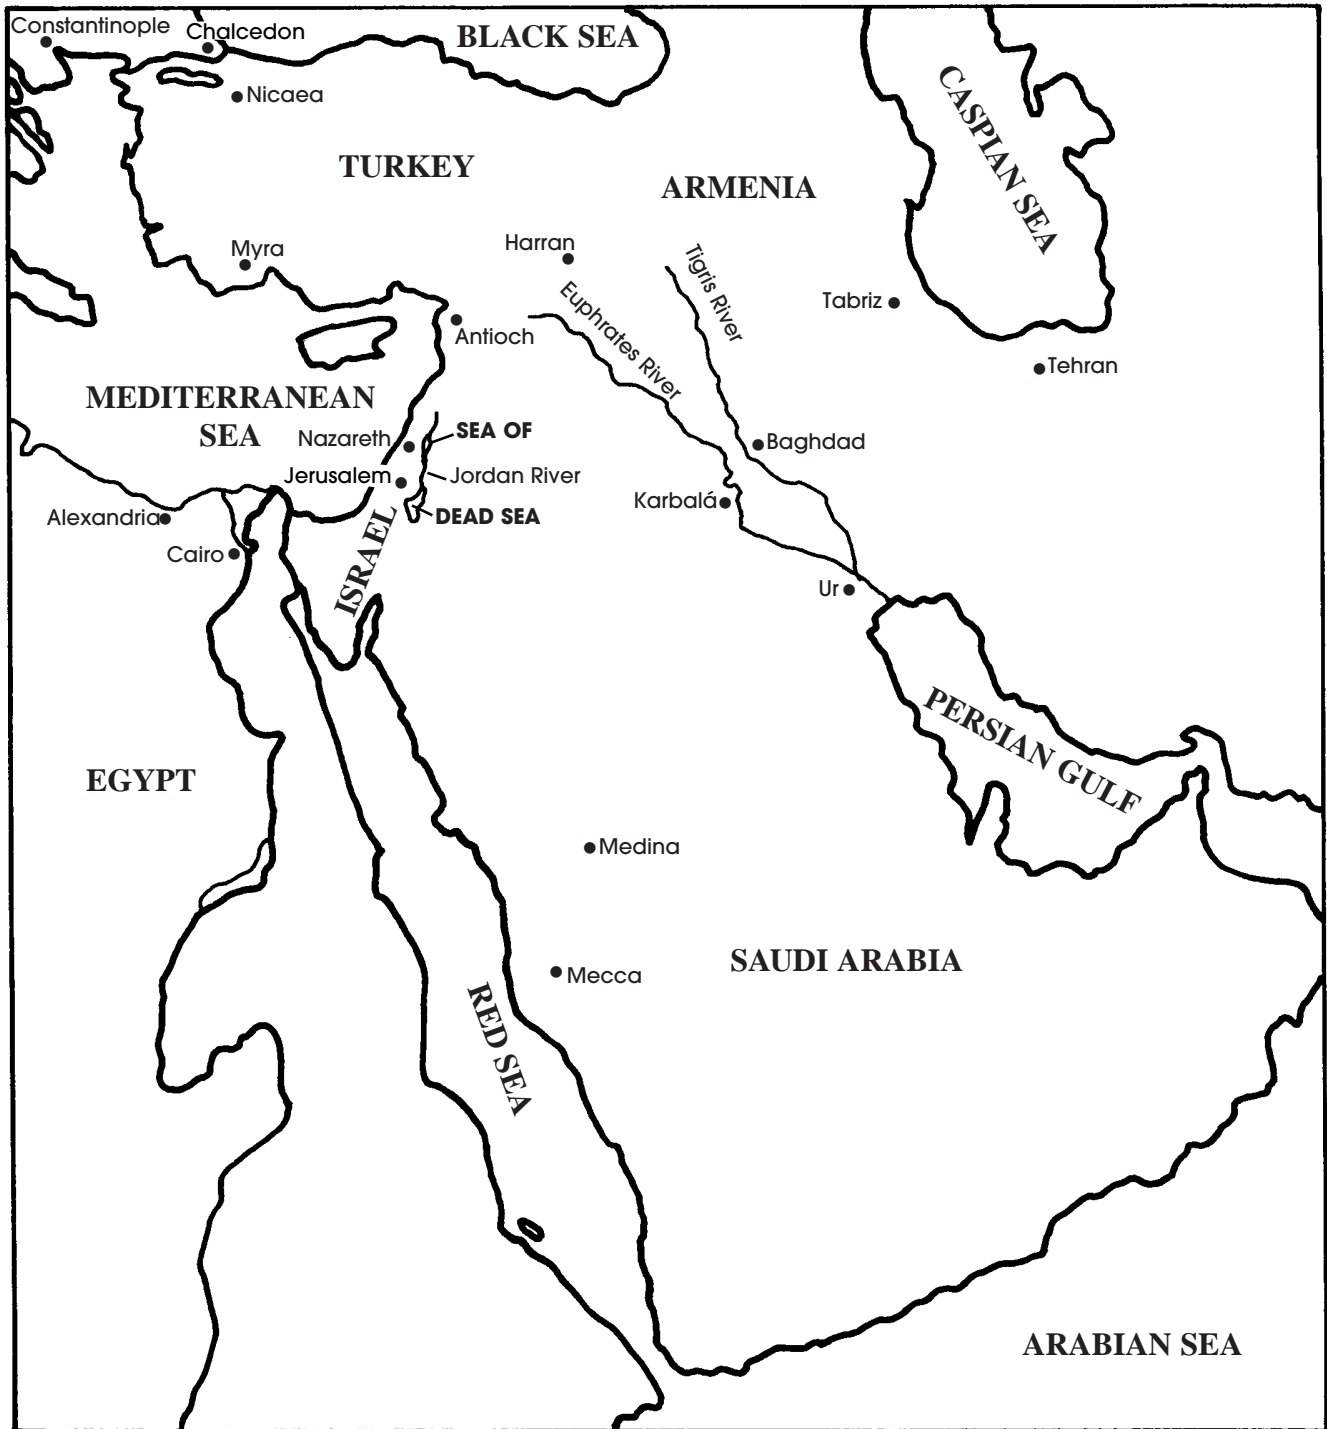 Constantinople
Chalcedon
BLACK SEA
Nicaea
CASPIAN SEA
TURKEY
ARMENIA
Myra
Harran
Tigris River
Euphrates River
Tabriz
Antioch
Tehran
MEDITERRANEAN
SEA
Nazareth
SEA OF
Baghdad
Jerusalem
Jordan River
Karbalá
Alexandria
DEAD SEA
Cairo
ISRAEL
Ur
PERSIAN GULF
EGYPT
Medina
SAUDI ARABIA
Mecca
RED SEA
ARABIAN SEA